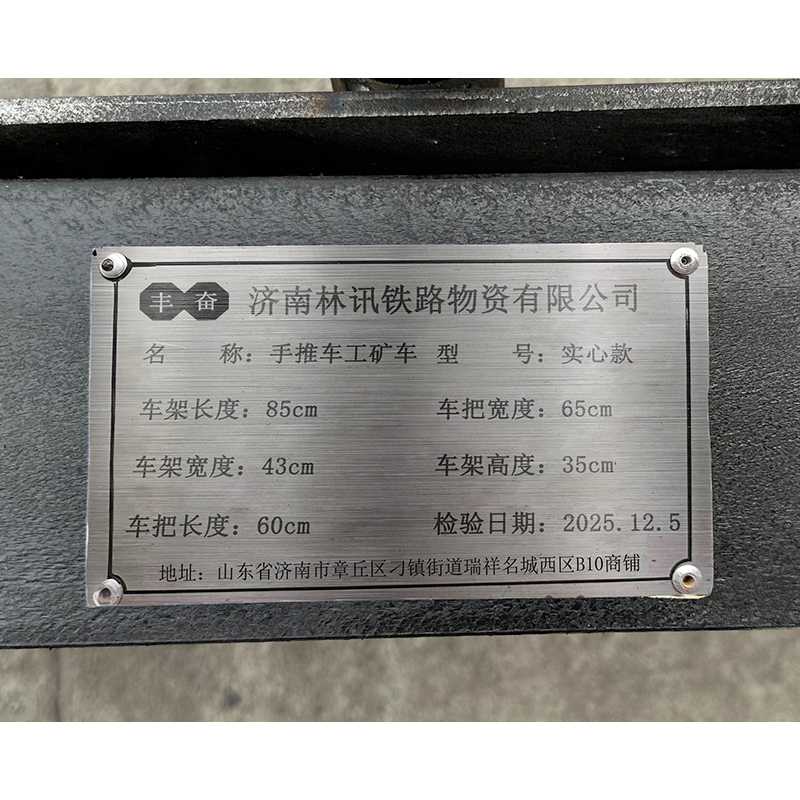 丰奋 济南林讯铁路物资有限公司
名 称：手推车工矿车 型 号：实心款
车架长度：85cm 车把宽度：65cm
车架宽度：43cm 车架高度：35cm
车把长度：60cm 检验日期：2025.12.5
地址：山东省济南市章丘区刁镇街道瑞祥名城西区B10商铺